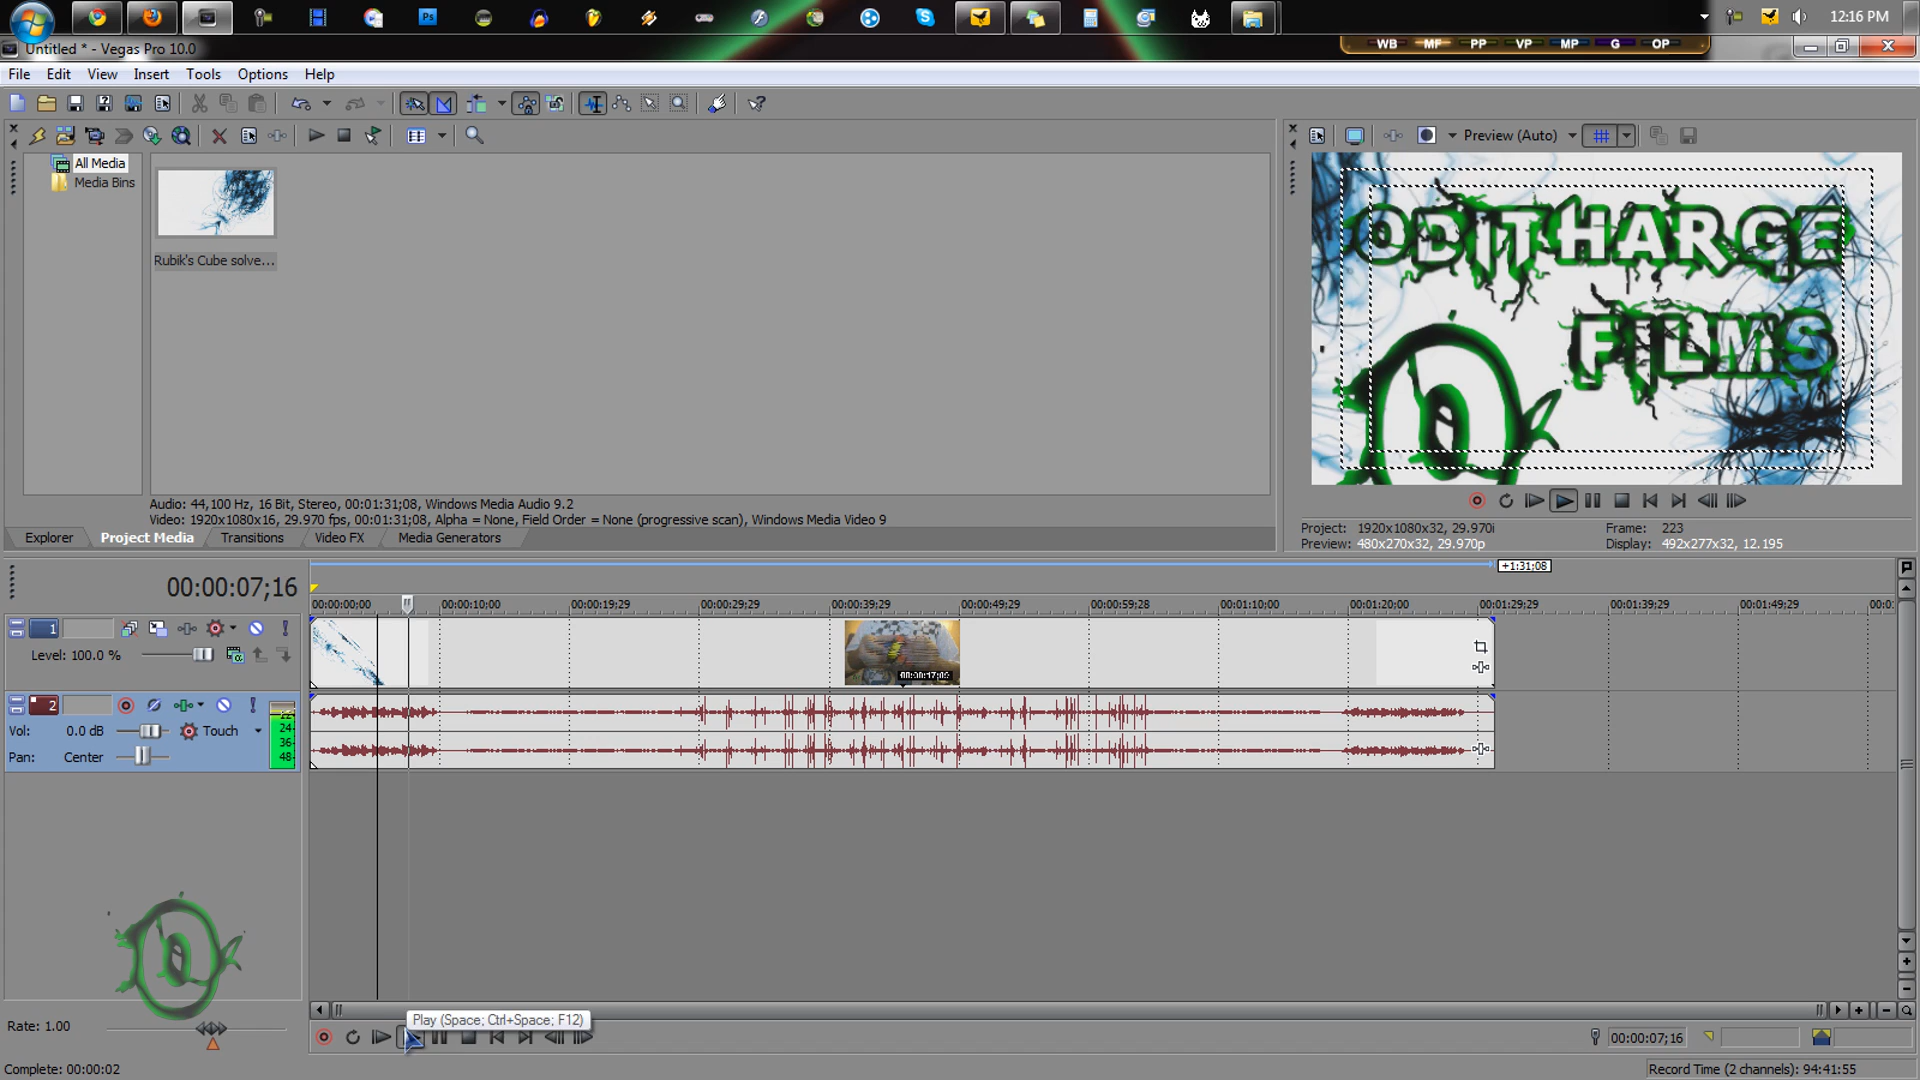 12:16 PM
WB MF PP VP MP G OP
Untitled * - Vegas Pro 10.0
File Edit View Insert Tools Options Help
Preview (Auto)
All Media
Media Bins
Rubik's Cube solve...
OBITHARGE
FILMS
Audio: 44,100 Hz, 16 Bit, Stereo, 00:01:31;08, Windows Media Audio 9.2
Video: 1920x1080x16, 29.970 fps, 00:01:31;08, Alpha = None, Field Order = None (progressive scan), Windows Media Video 9
Explorer Project Media Transitions Video FX Media Generators
Project: 1920x1080x32, 29.970i Frame: 223
Preview: 480x270x32, 29.970p Display: 492x277x32, 12.195
+1:31;08
00:00:07;16
00:00:00;00 00:00:10;00 00:00:19;29 00:00:29;29 00:00:39;29 00:00:49;29 00:00:59;28 00:01:10;00 00:01:20;00 00:01:29;29 00:01:39;29 00:01:49;29 00:0
1
Level: 100.0 %
2
Vol: 0.0 dB Touch
Pan: Center
12
24
36
48
Rate: 1.00
Play (Space; Ctrl+Space; F12)
00:00:07;16
Complete: 00:00:02
Record Time (2 channels): 94:41:55